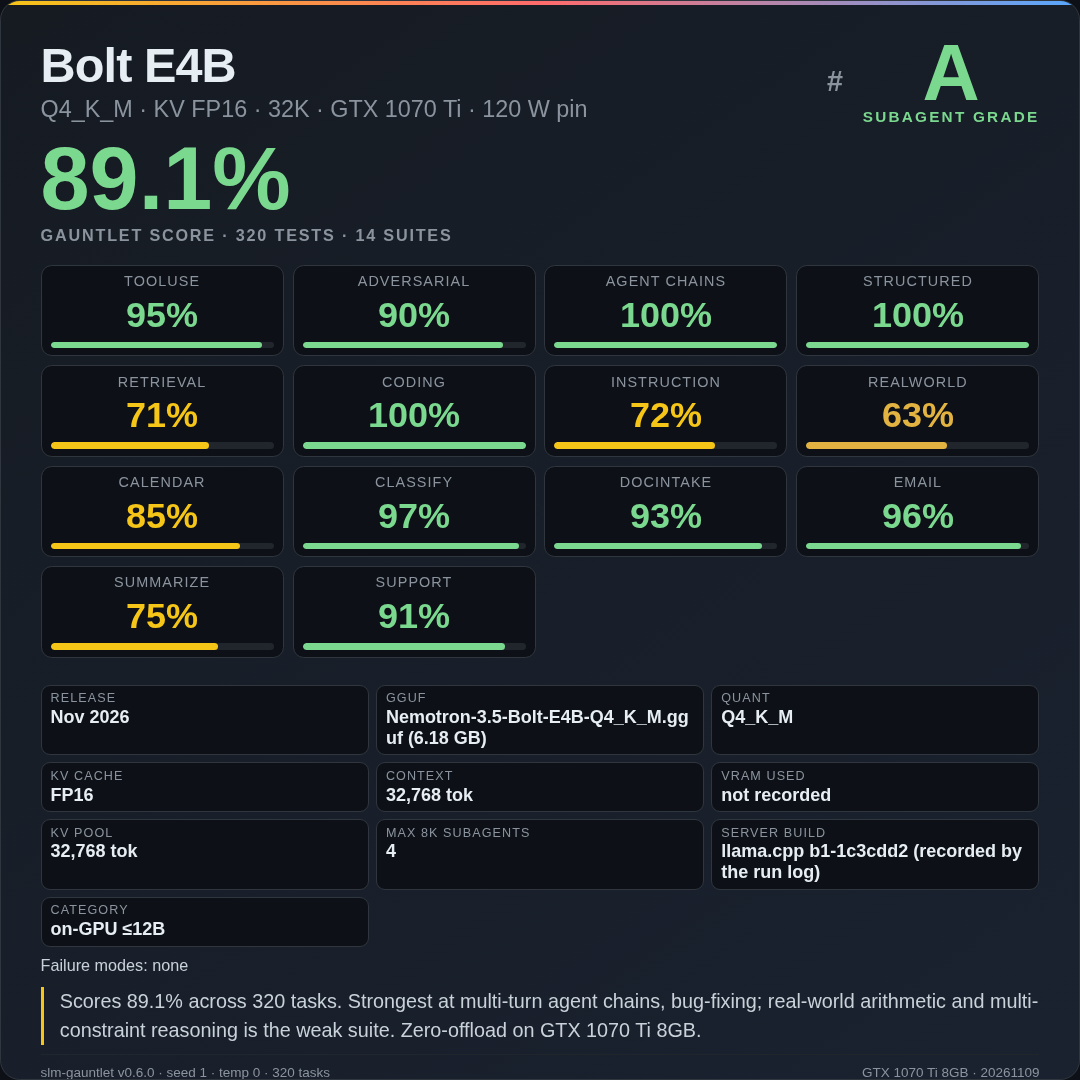 Bolt E4B
Q4_K_M · KV FP16 · 32K · GTX 1070 Ti · 120 W pin
#
A
SUBAGENT GRADE
89.1%
GAUNTLET SCORE · 320 TESTS · 14 SUITES
TOOLUSE
95%
ADVERSARIAL
90%
AGENT CHAINS
100%
STRUCTURED
100%
RETRIEVAL
71%
CODING
100%
INSTRUCTION
72%
REALWORLD
63%
CALENDAR
85%
CLASSIFY
97%
DOCINTAKE
93%
EMAIL
96%
SUMMARIZE
75%
SUPPORT
91%
RELEASE
Nov 2026
GGUF
Nemotron-3.5-Bolt-E4B-Q4_K_M.gg
uf (6.18 GB)
QUANT
Q4_K_M
KV CACHE
FP16
CONTEXT
32,768 tok
VRAM USED
not recorded
KV POOL
32,768 tok
MAX 8K SUBAGENTS
4
SERVER BUILD
llama.cpp b1-1c3cdd2 (recorded by
the run log)
CATEGORY
on-GPU ≤12B
Failure modes: none
Scores 89.1% across 320 tasks. Strongest at multi-turn agent chains, bug-fixing; real-world arithmetic and multi-
constraint reasoning is the weak suite. Zero-offload on GTX 1070 Ti 8GB.
slm-gauntlet v0.6.0 · seed 1 · temp 0 · 320 tasks
GTX 1070 Ti 8GB · 20261109